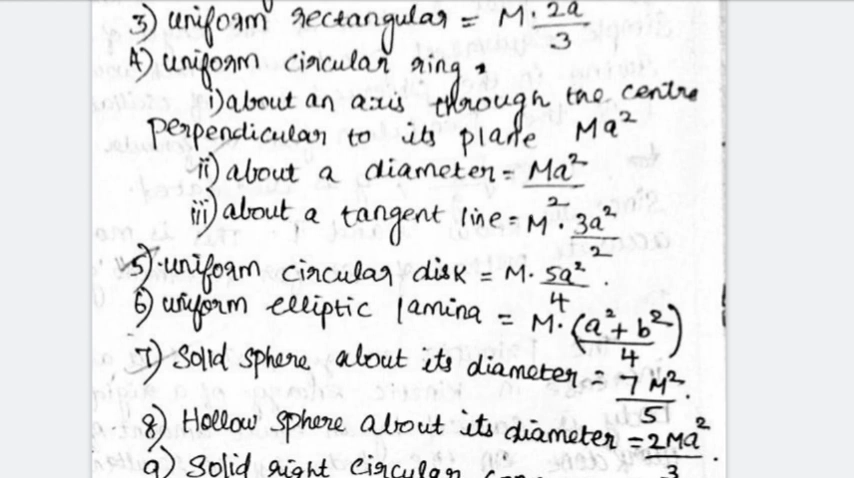 3) uniform rectangular = M. 2a/3
4) uniform circular ring,
i) about an axis through the centre
perpendicular to its plane Ma²
ii) about a diameter = Ma²/2
iii) about a tangent line = M. 3a²/2
5) uniform circular disk = M. 5a²/4.
6) uniform elliptic lamina = M. (a² + b²)/4
7) Solid sphere about its diameter = 7M²/5.
8) Hollow sphere about its diameter = 2Ma²/3.
9) Solid right circular